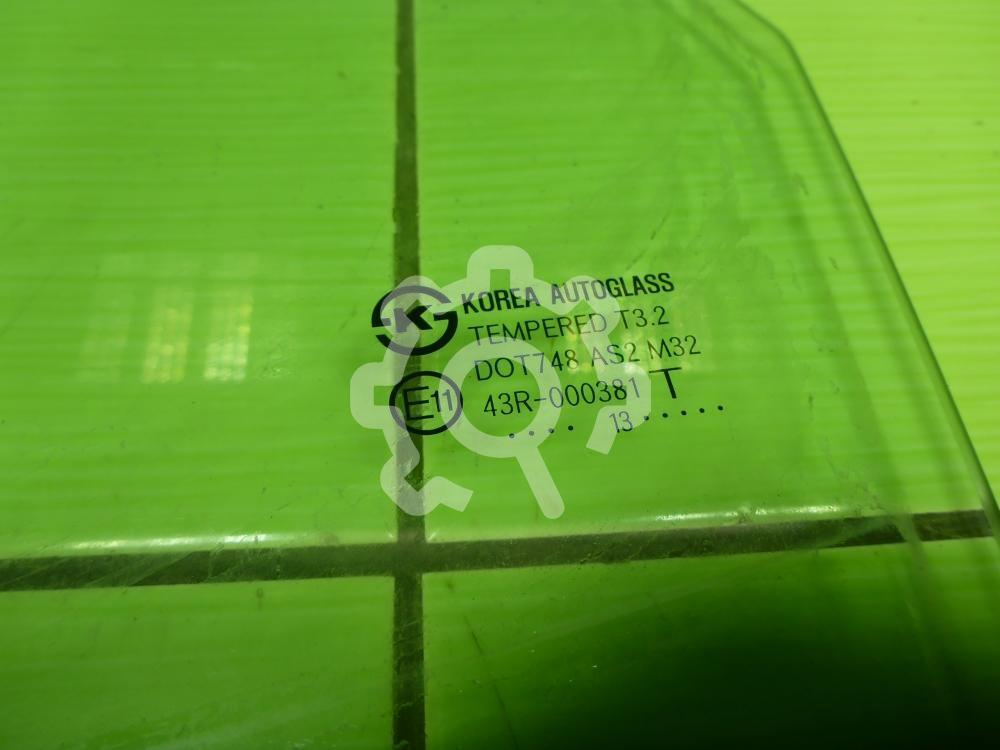 KOREA AUTOGLASS
TEMPERED T3.2
DOT748 AS2 M32
E11 43R-000381 T
.... 13 ......